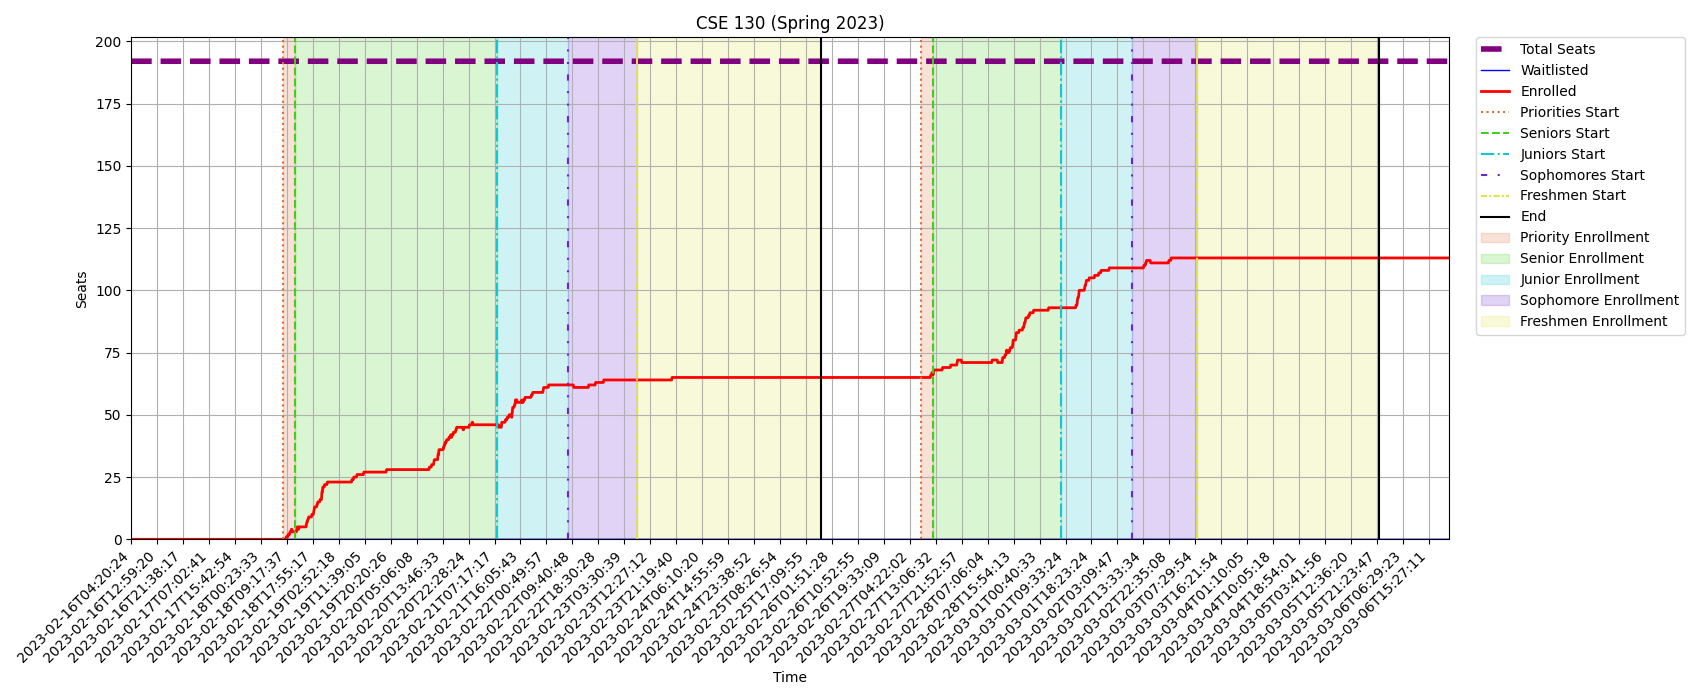 CSE 130 (Spring 2023)
200
175
150
125
100
75
50
25
0
Seats
2023-02-16T04:20:24
2023-02-16T12:59:20
2023-02-16T21:38:17
2023-02-17T07:02:41
2023-02-17T15:42:54
2023-02-18T00:23:33
2023-02-18T09:17:37
2023-02-18T17:55:17
2023-02-19T02:52:18
2023-02-19T11:39:05
2023-02-19T20:20:26
2023-02-20T05:06:08
2023-02-20T13:46:33
2023-02-20T22:28:24
2023-02-21T07:17:17
2023-02-21T16:05:43
2023-02-22T00:49:57
2023-02-22T09:40:48
2023-02-22T18:30:28
2023-02-23T03:30:39
2023-02-23T12:27:12
2023-02-23T21:19:40
2023-02-24T06:10:20
2023-02-24T14:55:59
2023-02-24T23:38:52
2023-02-25T08:26:54
2023-02-25T17:09:55
2023-02-26T01:51:28
2023-02-26T10:52:55
2023-02-26T19:33:09
2023-02-27T04:22:02
2023-02-27T13:06:32
2023-02-27T21:52:57
2023-02-28T07:06:04
2023-02-28T15:54:13
2023-03-01T00:40:33
2023-03-01T09:33:24
2023-03-01T18:23:24
2023-03-02T03:09:47
2023-03-02T13:33:34
2023-03-02T22:35:08
2023-03-03T07:29:54
2023-03-03T16:21:54
2023-03-04T01:10:05
2023-03-04T10:05:18
2023-03-04T18:54:01
2023-03-05T03:41:56
2023-03-05T12:36:20
2023-03-05T21:23:47
2023-03-06T06:29:23
2023-03-06T15:27:11
Time
Total Seats
Waitlisted
Enrolled
Priorities Start
Seniors Start
Juniors Start
Sophomores Start
Freshmen Start
End
Priority Enrollment
Senior Enrollment
Junior Enrollment
Sophomore Enrollment
Freshmen Enrollment